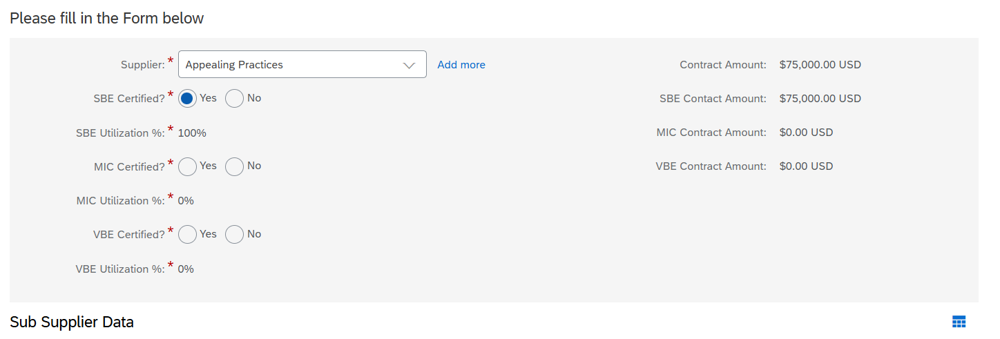 Please fill in the Form below
Supplier: * Appealing Practices Add more Contract Amount: $75,000.00 USD
SBE Certified? * Yes No SBE Contact Amount: $75,000.00 USD
SBE Utilization %: * 100% MIC Contract Amount: $0.00 USD
MIC Certified? * Yes No VBE Contract Amount: $0.00 USD
MIC Utilization %: * 0%
VBE Certified? * Yes No
VBE Utilization %: * 0%
Sub Supplier Data